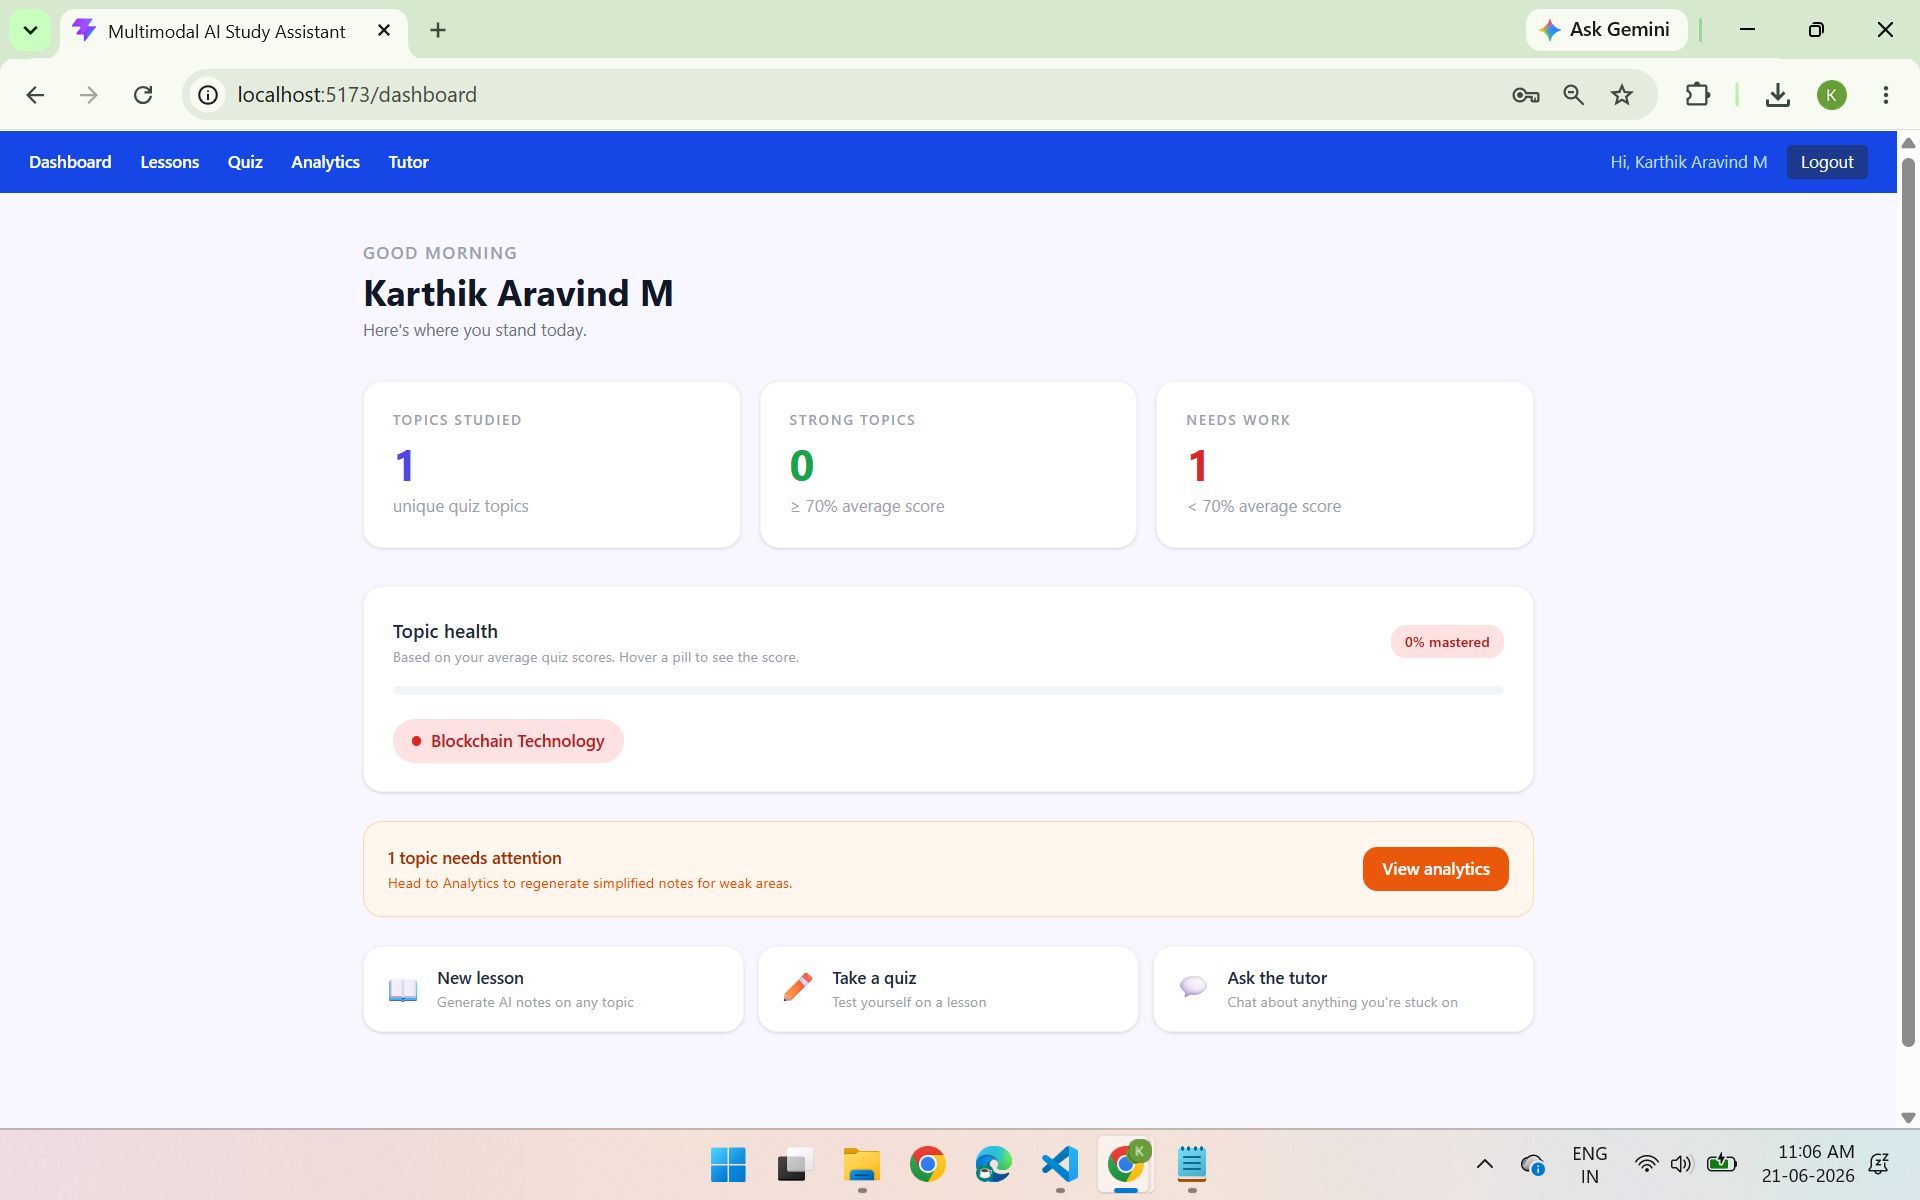 Multimodal AI Study Assistant
Ask Gemini
localhost:5173/dashboard
K
Dashboard
Lessons
Quiz
Analytics
Tutor
Hi, Karthik Aravind M
Logout
GOOD MORNING
Karthik Aravind M
Here's where you stand today.
TOPICS STUDIED
1
unique quiz topics
STRONG TOPICS
0
≥ 70% average score
NEEDS WORK
1
< 70% average score
Topic health
Based on your average quiz scores. Hover a pill to see the score.
0% mastered
Blockchain Technology
1 topic needs attention
Head to Analytics to regenerate simplified notes for weak areas.
View analytics
New lesson
Generate AI notes on any topic
Take a quiz
Test yourself on a lesson
Ask the tutor
Chat about anything you're stuck on
K
ENG
IN
11:06 AM
21-06-2026